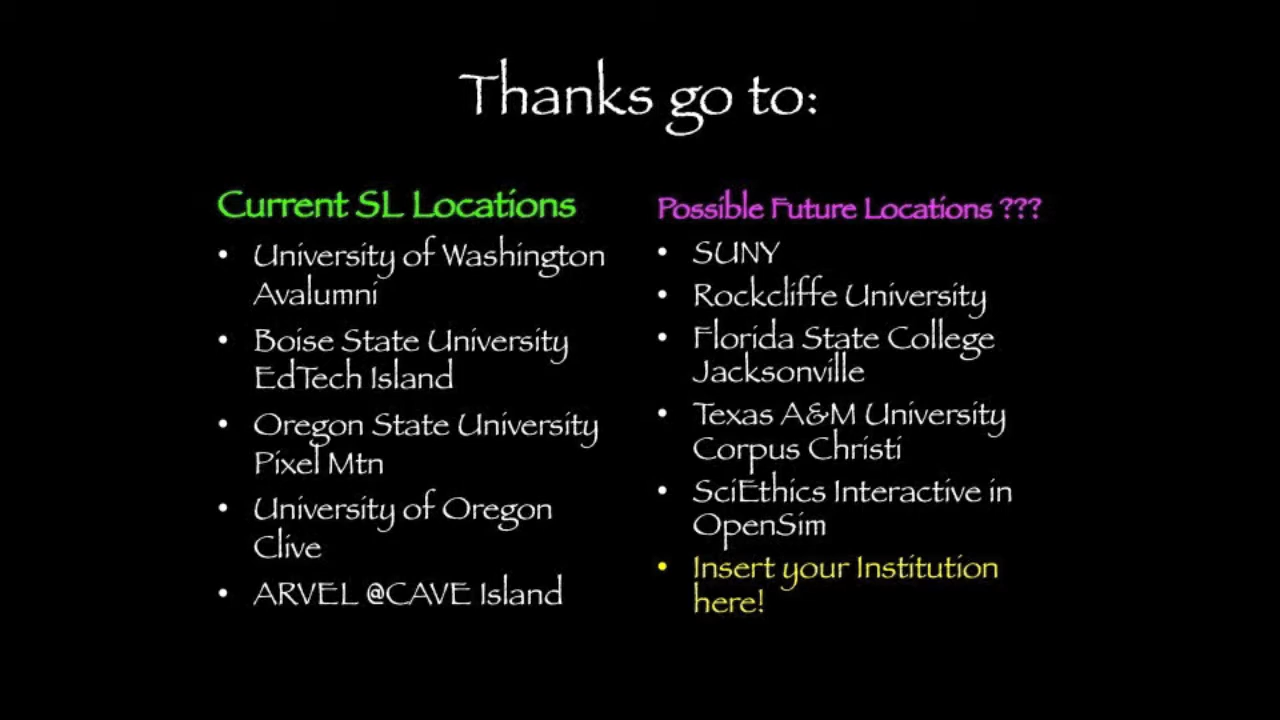 Thanks go to:
Current SL Locations
• University of Washington
Avalumni
• Boise State University
EdTech Island
• Oregon State University
Pixel Mtn
• University of Oregon
Clive
• ARVEL @CAVE Island
Possible Future Locations ???
• SUNY
• Rockcliffe University
• Florida State College
Jacksonville
• Texas A&M University
Corpus Christi
• SciEthics Interactive in
OpenSim
• Insert your Institution
here!